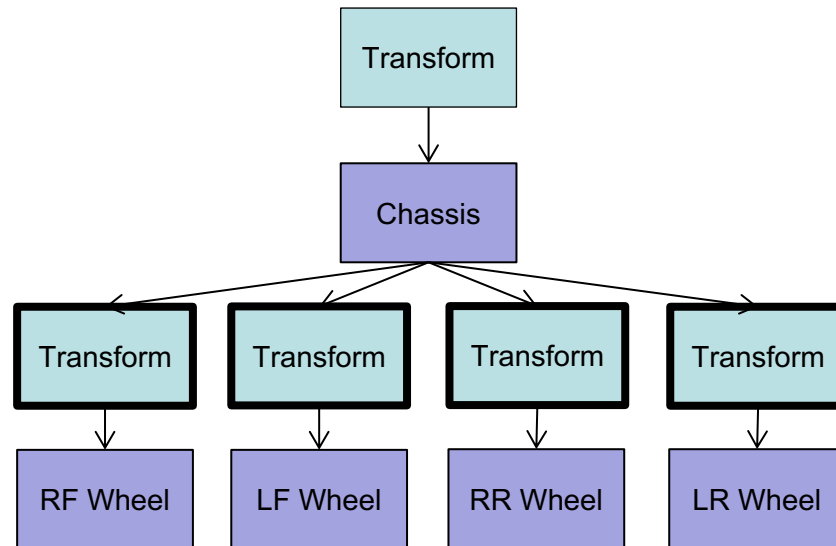 Transform
Chassis
Transform
Transform
Transform
Transform
RF Wheel
LF Wheel
RR Wheel
LR Wheel